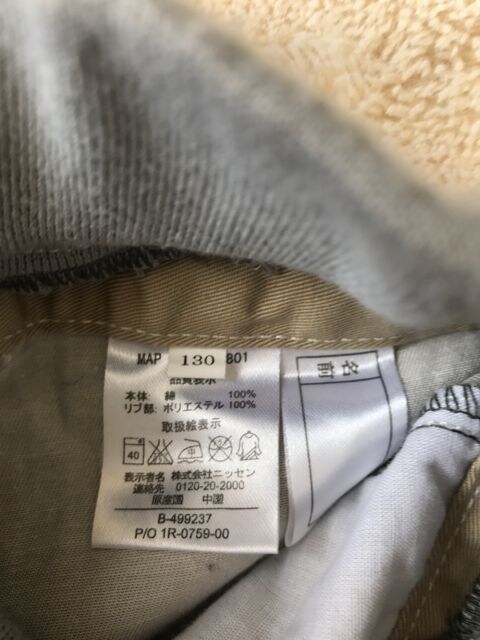 MAP 130 801
品質表示
本体: 綿 100%
リブ部: ポリエステル 100%
取扱絵表示
40 中
表示者名 株式会社ニッセン
連絡先 0120-20-2000
原産国 中国
B-499237
P/O 1R-0759-00
名前